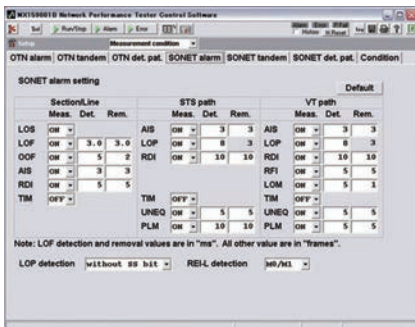 MX159001D Network Performance Tester Control Software
Run/Stop Alarm Error
Setup Measurement condition
OTN alarm OTN tandem OTN det. pat. SONET alarm SONET tandem SONET det. pat. Condition
SONET alarm setting
Default
Section/Line STS path VT path
Meas. Det. Rem. Meas. Det. Rem. Meas. Det. Rem.
LOS ON AIS ON 3 3 AIS ON 3 3
LOF ON 3.0 3.0 LOP ON 8 3 LOP ON 8 3
OOF ON 5 2 RDI ON 10 10 RDI ON 10 10
AIS ON 3 3 RFI ON 5 5
RDI ON 5 5 LOM ON 5 1
TIM OFF TIM OFF TIM OFF
UNEQ ON 5 5 UNEQ ON 5 5
PLM ON 10 10 PLM ON 5 5
Note: LOF detection and removal values are in "ms". All other value are in "frames".
LOP detection without SS bit REI-L detection M0/M1